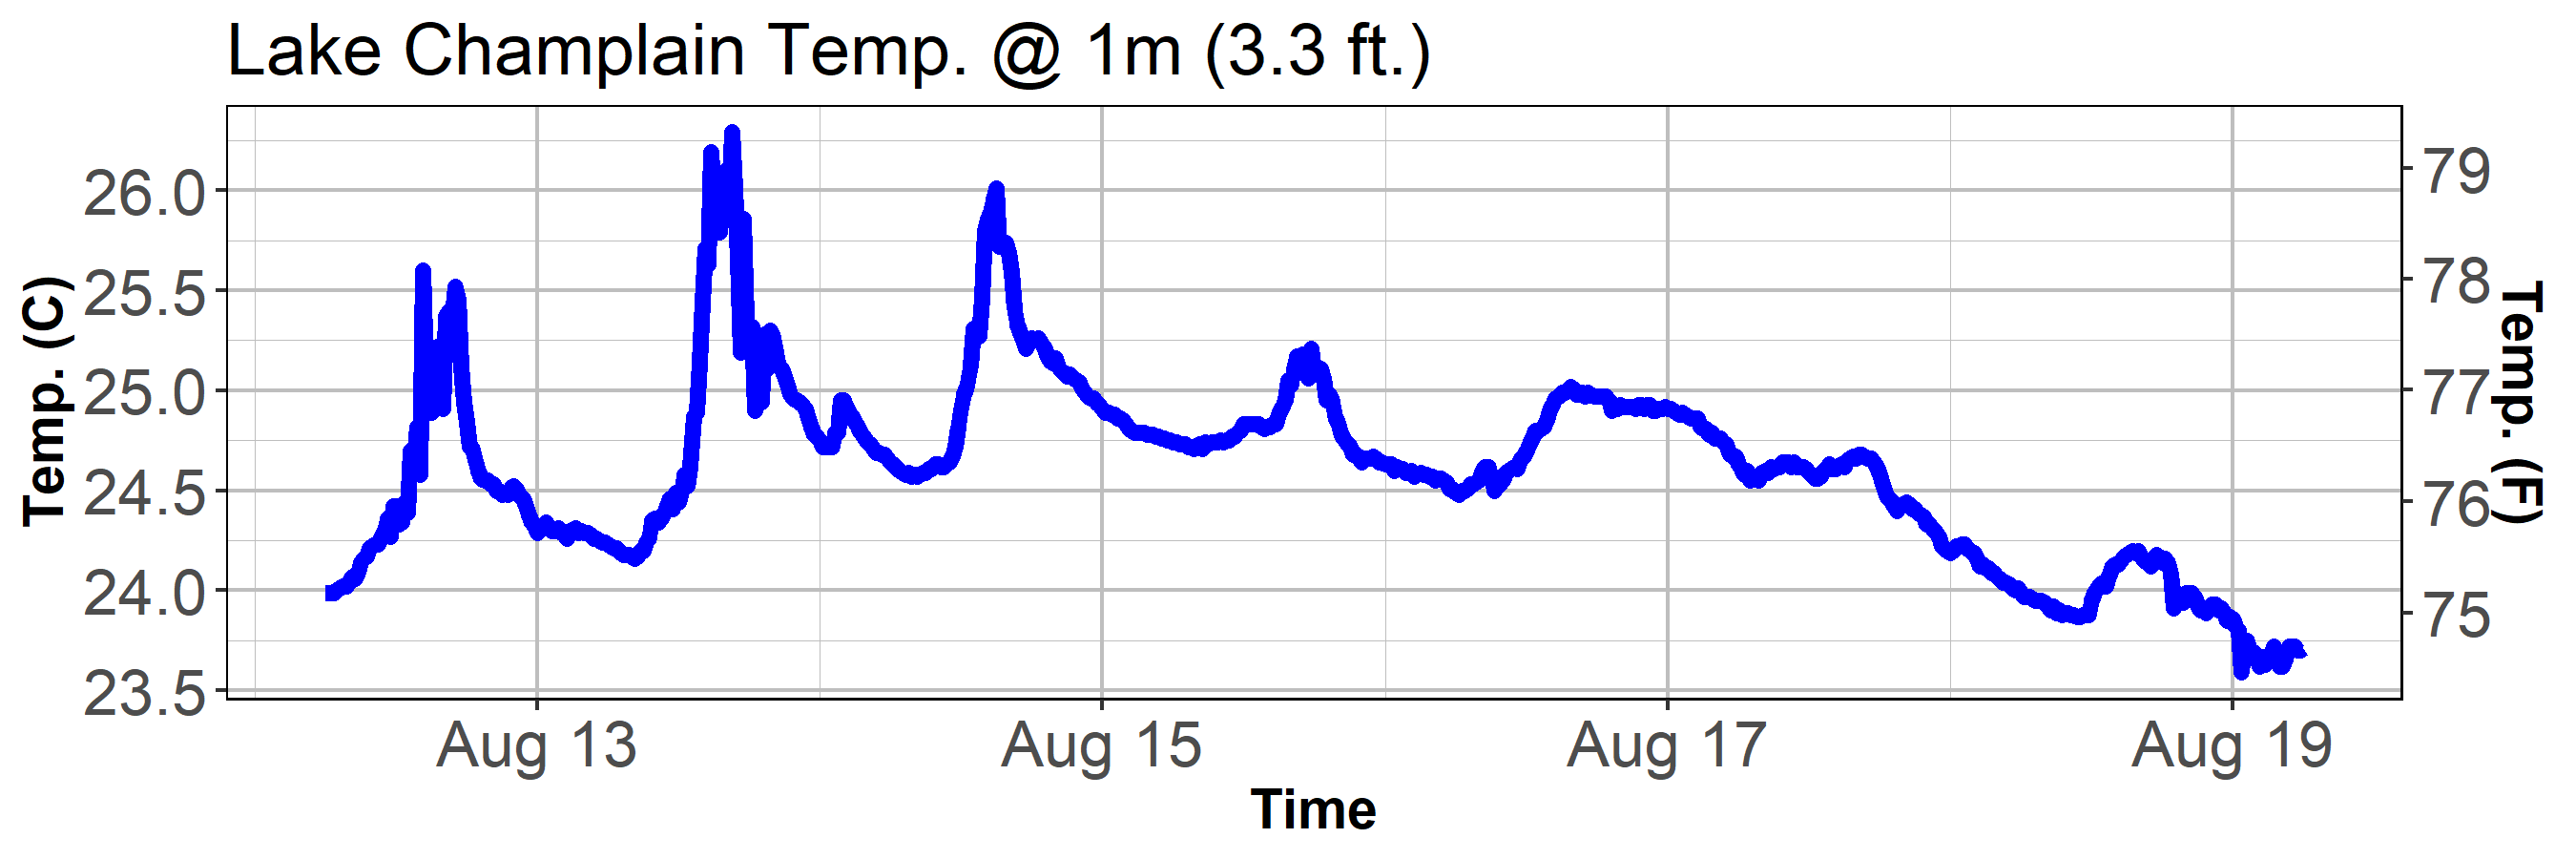 Lake Champlain Temp. @ 1m (3.3 ft.)
Temp. (C)
26.0
25.5
25.0
24.5
24.0
23.5
79
78
77
76
75
Temp. (F)
Aug 13 Aug 15 Aug 17 Aug 19
Time